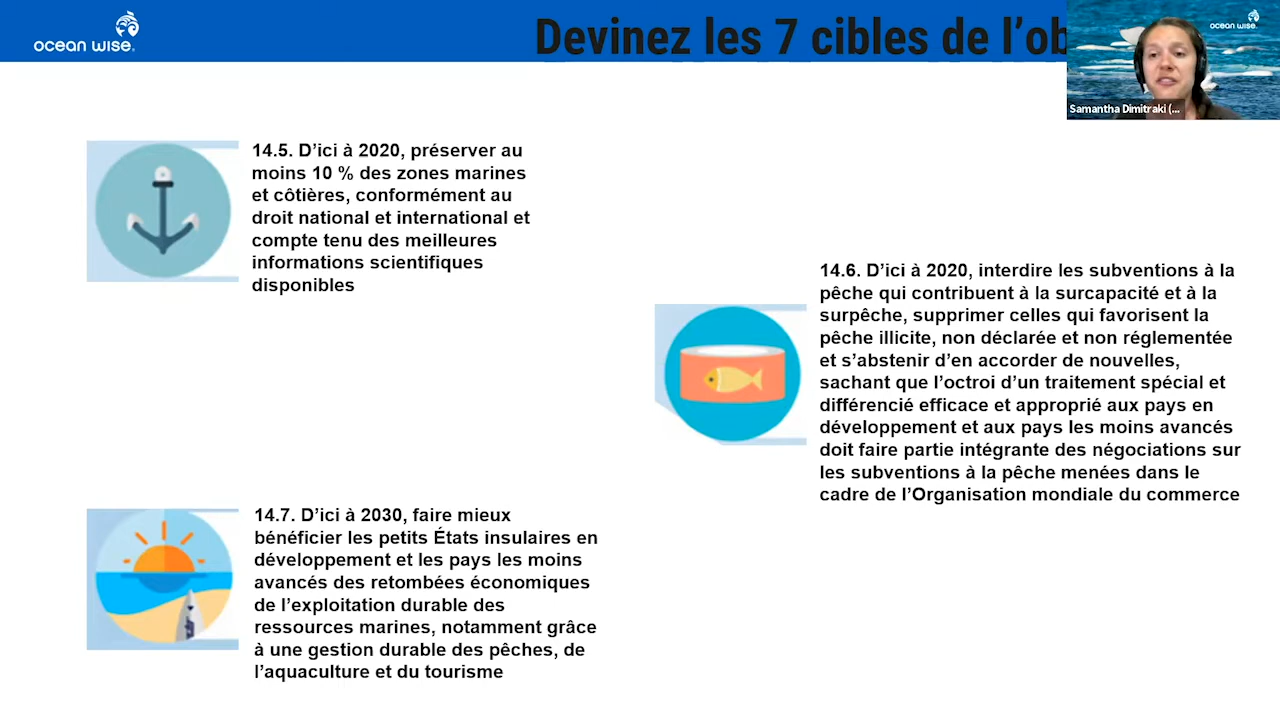 ocean wise
Devinez les 7 cibles de l'ob
ocean wise
Samantha Dimitraki (...
14.5. D'ici à 2020, préserver au
moins 10 % des zones marines
et côtières, conformément au
droit national et international et
compte tenu des meilleures
informations scientifiques
disponibles
14.6. D'ici à 2020, interdire les subventions à la
pêche qui contribuent à la surcapacité et à la
surpêche, supprimer celles qui favorisent la
pêche illicite, non déclarée et non réglementée
et s'abstenir d'en accorder de nouvelles,
sachant que l'octroi d'un traitement spécial et
différencié efficace et approprié aux pays en
développement et aux pays les moins avancés
doit faire partie intégrante des négociations sur
les subventions à la pêche menées dans le
cadre de l'Organisation mondiale du commerce
14.7. D'ici à 2030, faire mieux
bénéficier les petits États insulaires en
développement et les pays les moins
avancés des retombées économiques
de l'exploitation durable des
ressources marines, notamment grâce
à une gestion durable des pêches, de
l'aquaculture et du tourisme